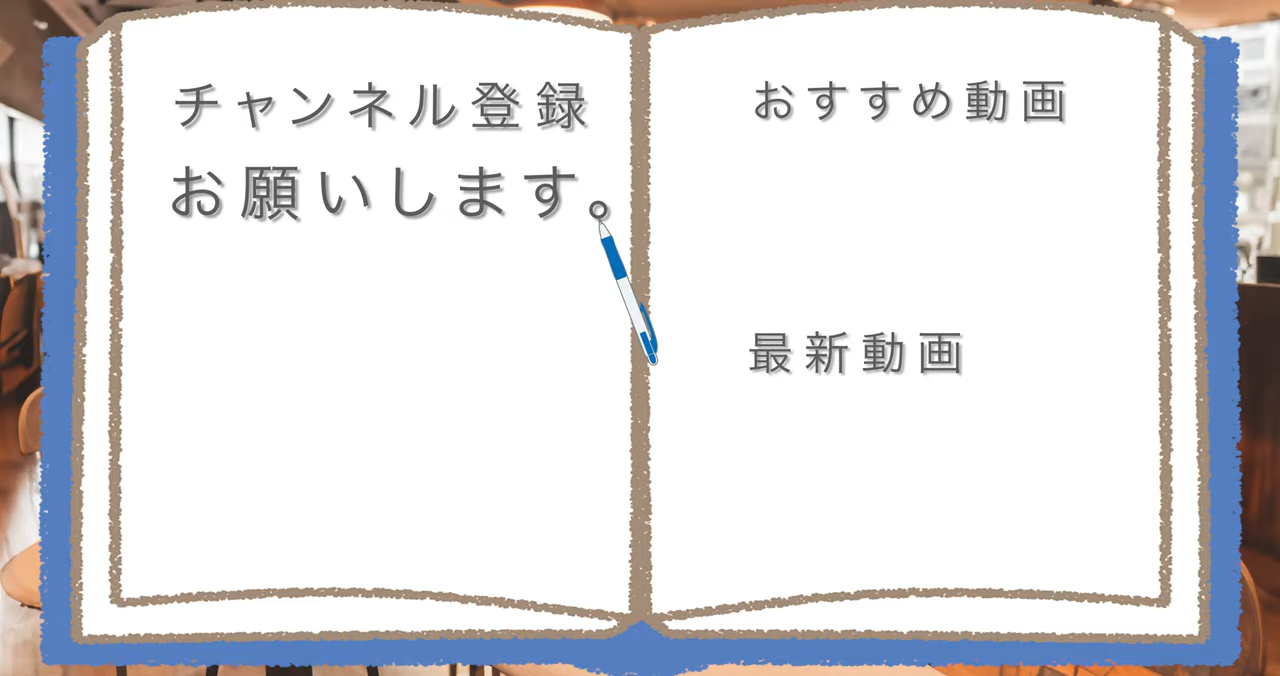 チャンネル登録
お願いします。
おすすめ動画
最新動画